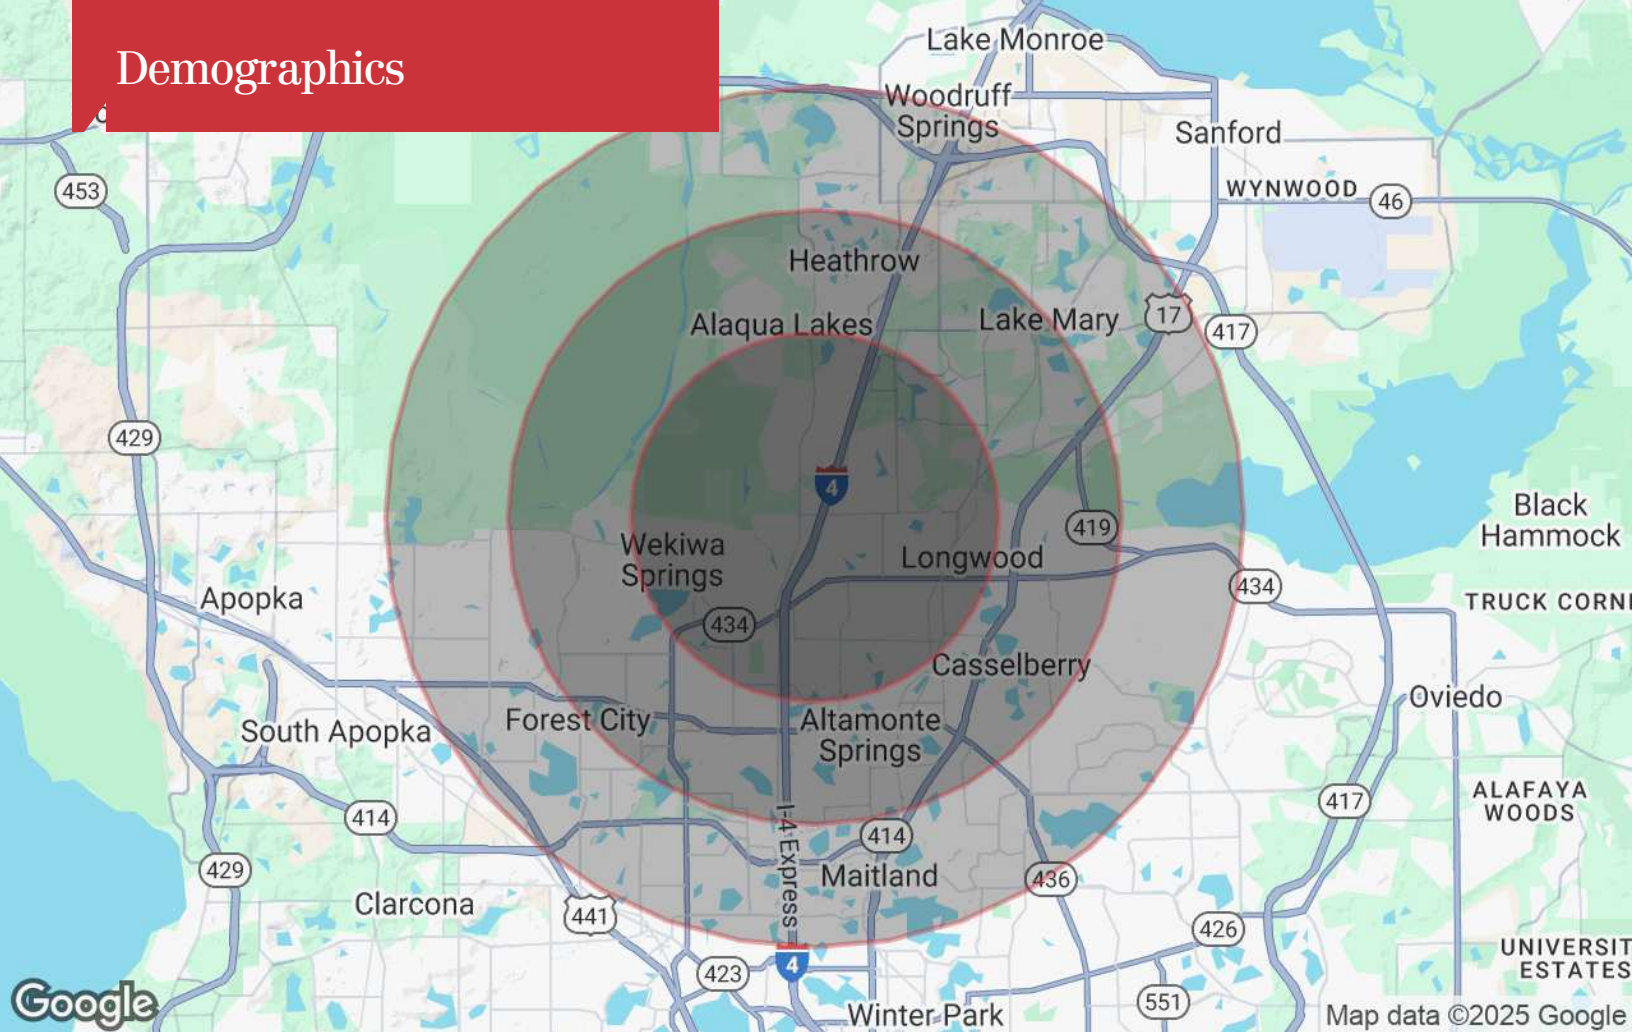 Demographics
Lake Monroe
Woodruff
Springs
Sanford
WYNWOOD
46
453
Heathrow
Alaqua Lakes
Lake Mary
17
417
429
4
419
Black
Hammock
Wekiwa
Springs
Longwood
434
Apopka
TRUCK CORN
434
Casselberry
Oviedo
Forest City
Altamonte
Springs
South Apopka
ALAFAYA
WOODS
417
414
I-4 Express
414
429
Maitland
436
Clarcona
441
426
UNIVERSIT
ESTATES
423
4
551
Google
Winter Park
Map data ©2025 Google